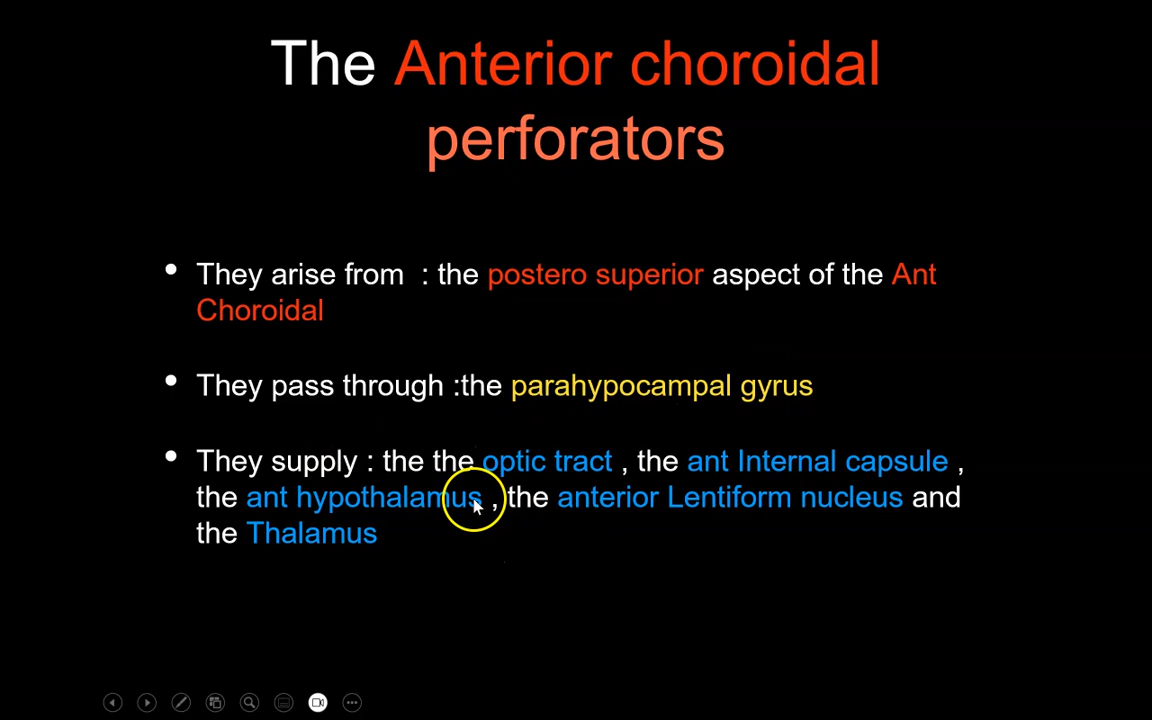 The Anterior choroidal
perforators
• They arise from : the postero superior aspect of the Ant
Choroidal
• They pass through :the parahypocampal gyrus
• They supply : the the optic tract , the ant Internal capsule ,
the ant hypothalamus , the anterior Lentiform nucleus and
the Thalamus